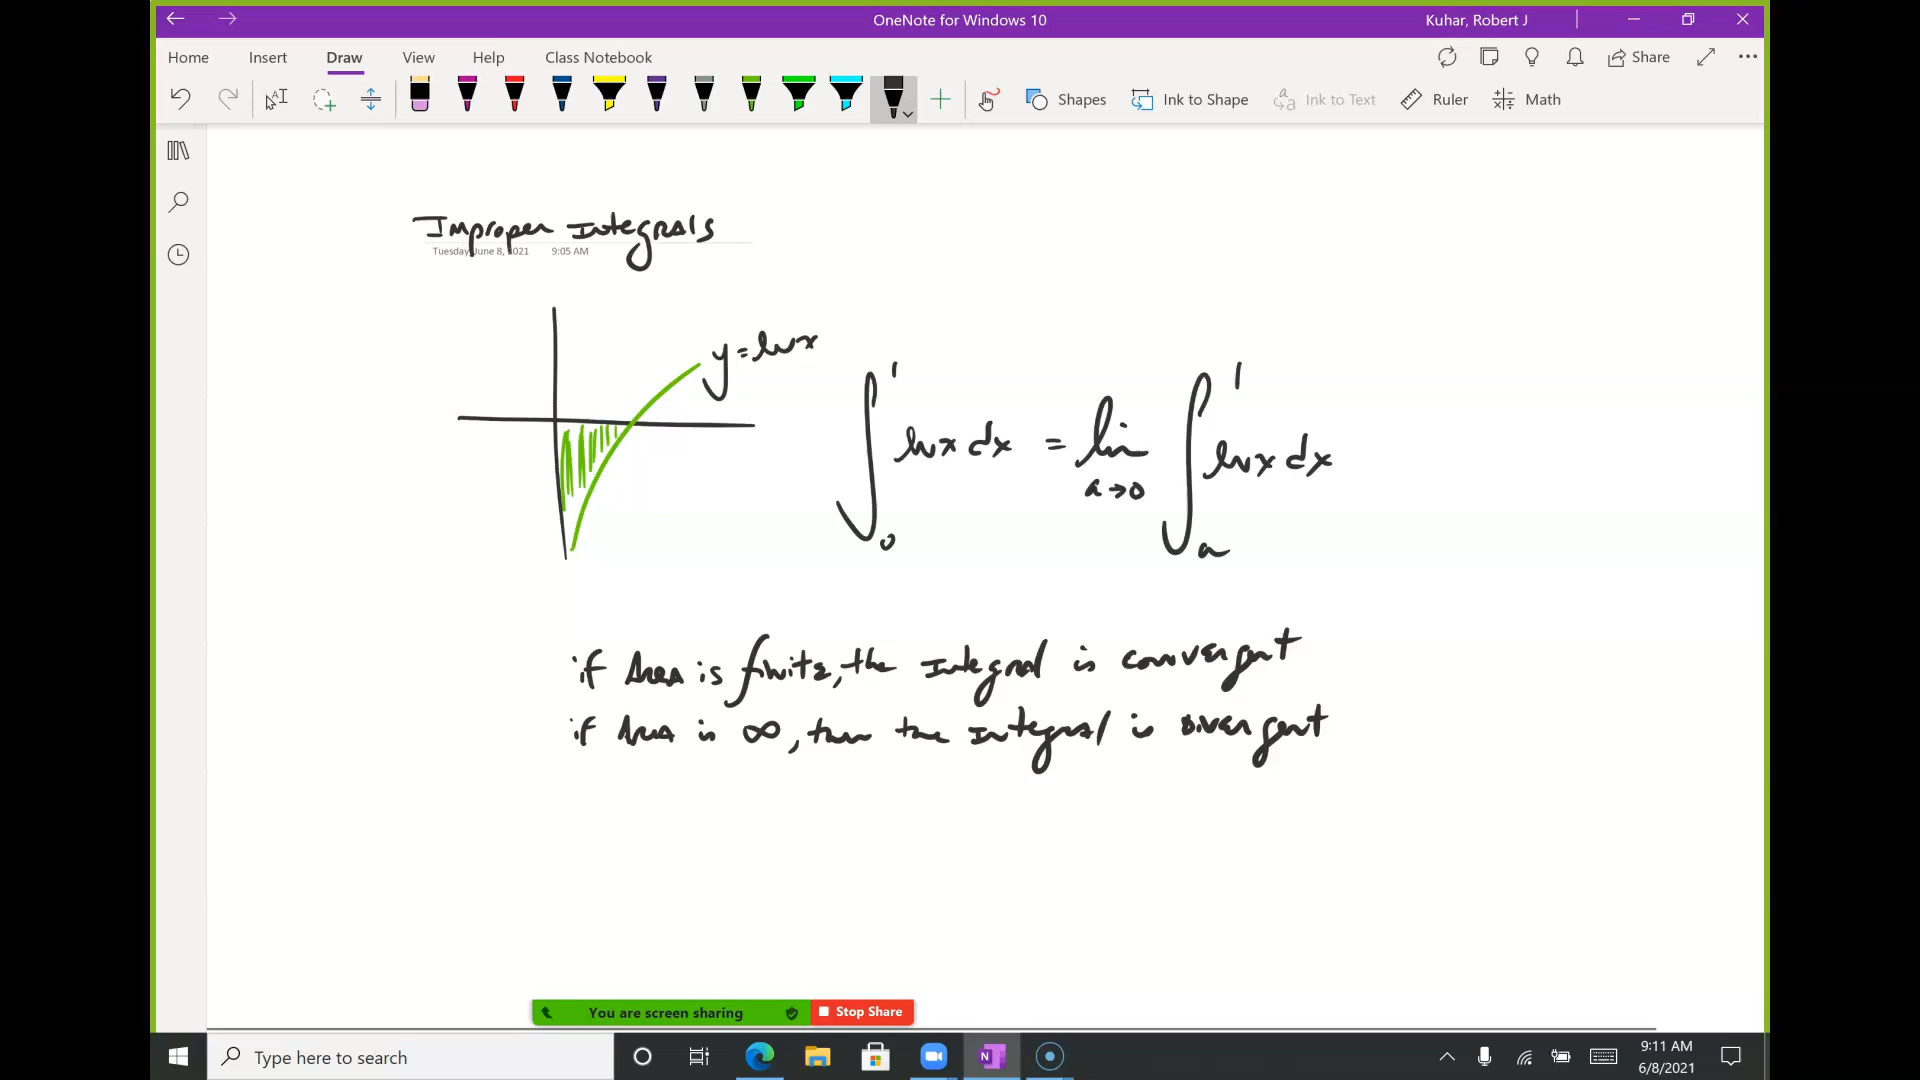 OneNote for Windows 10
Kuhar, Robert J
Home Insert Draw View Help Class Notebook Share
Shapes Ink to Shape Ink to Text Ruler Math
Improper Integrals
Tuesday, June 8, 2021 9:05 AM
y = ln x
∫₀¹ ln x dx = lim a→0 ∫ₐ¹ ln x dx
if Area is finite, the Integral is convergent
if Area is ∞, then the Integral is Divergent
You are screen sharing Stop Share
Type here to search
9:11 AM
6/8/2021